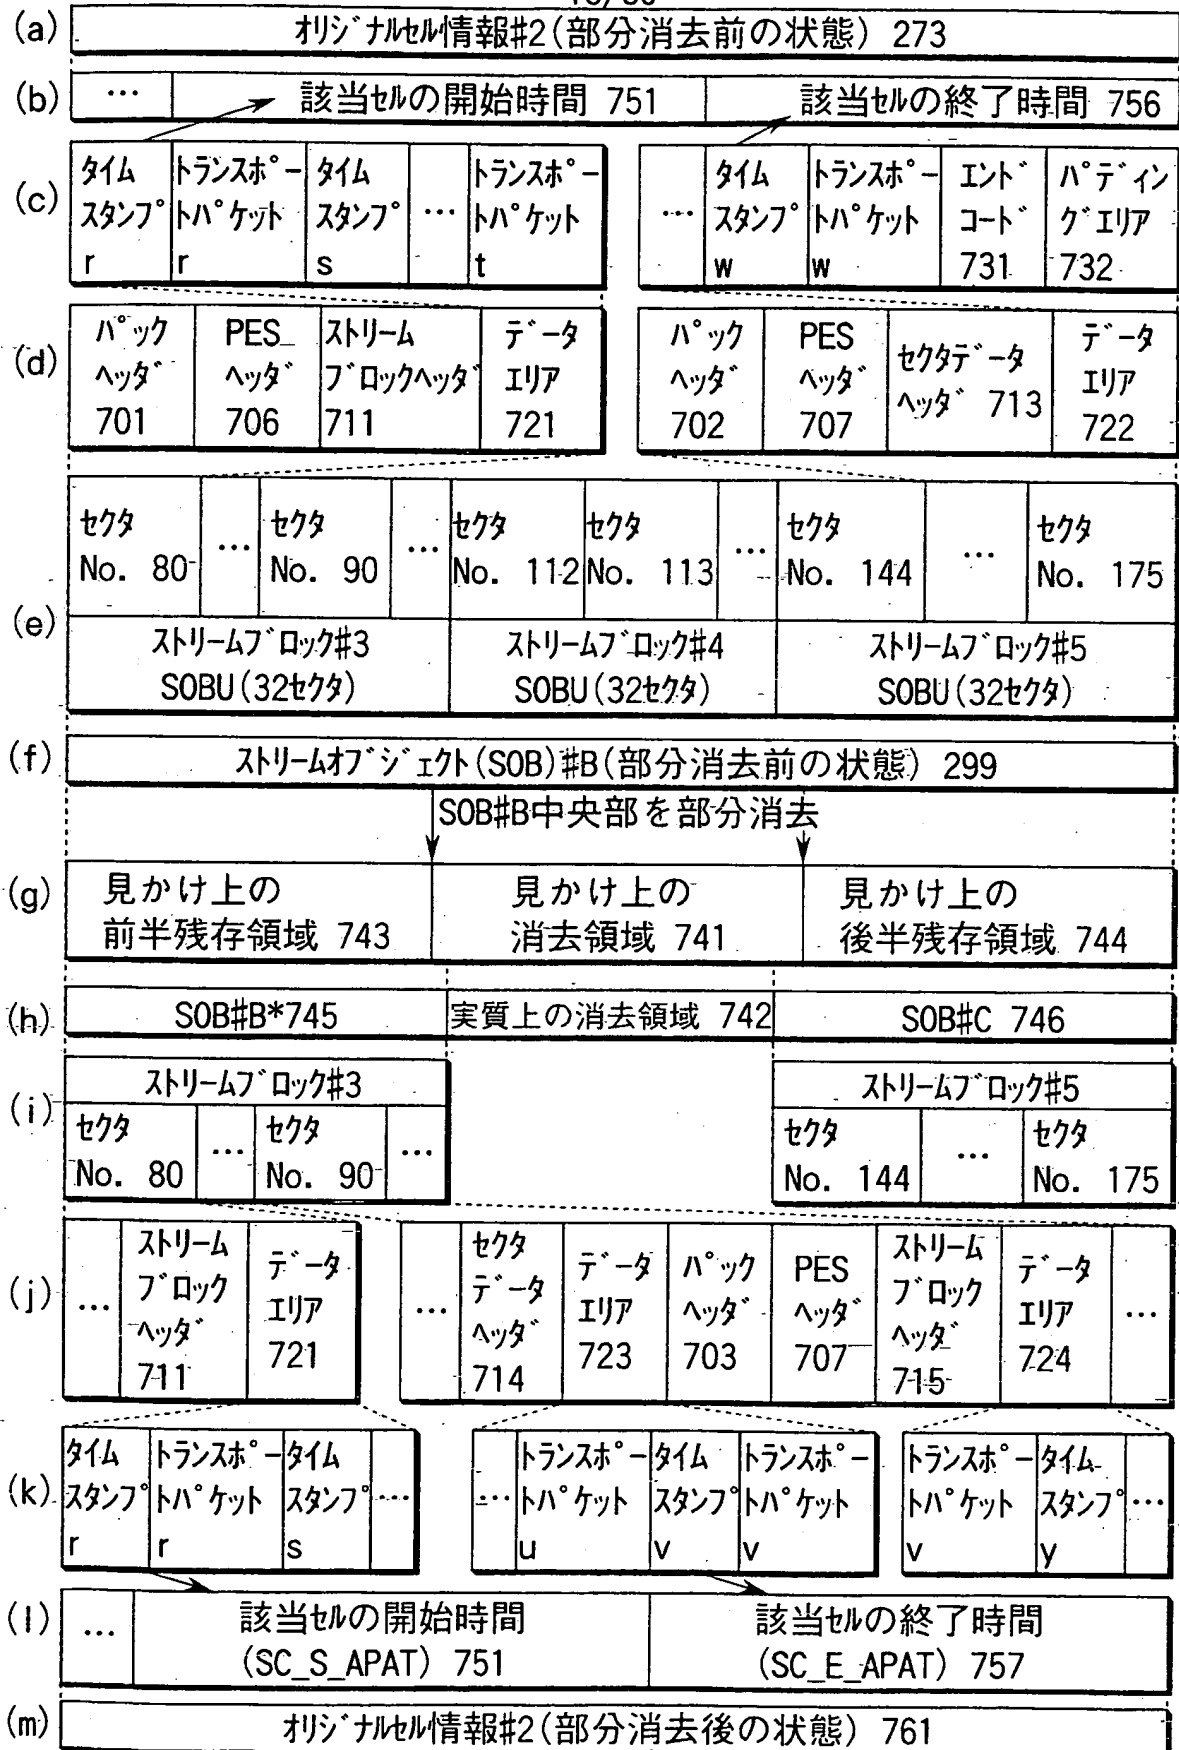 (a) オリジナルセル情報#2(部分消去前の状態) 273
(b) … 該当セルの開始時間 751 該当セルの終了時間 756
(c)
タイム
スタンプ
r
トランスポー
トパケット
r
タイム
スタンプ
s
…
トランスポー
トパケット
t
…
タイム
スタンプ
w
トランスポー
トパケット
w
エンド
コード
731
パディン
グエリア
732
(d)
パック
ヘッダ
701
PES
ヘッダ
706
ストリーム
ブロックヘッダ
711
データ
エリア
721
パック
ヘッダ
702
PES
ヘッダ
707
セクタデータ
ヘッダ 713
データ
エリア
722
(e)
セクタ
No. 80
…
セクタ
No. 90
…
セクタ
No. 112
セクタ
No. 113
…
セクタ
No. 144
…
セクタ
No. 175
ストリームブロック#3
SOBU(32セクタ)
ストリームブロック#4
SOBU(32セクタ)
ストリームブロック#5
SOBU(32セクタ)
(f) ストリームオブジェクト(SOB)#B(部分消去前の状態) 299
SOB#B中央部を部分消去
(g)
見かけ上の
前半残存領域 743
見かけ上の
消去領域 741
見かけ上の
後半残存領域 744
(h) SOB#B*745 実質上の消去領域 742 SOB#C 746
(i)
ストリームブロック#3
セクタ
No. 80
…
セクタ
No. 90
…
ストリームブロック#5
セクタ
No. 144
…
セクタ
No. 175
(j)
…
ストリーム
ブロック
ヘッダ
711
データ
エリア
721
…
セクタ
データ
ヘッダ
714
データ
エリア
723
パック
ヘッダ
703
PES
ヘッダ
707
ストリーム
ブロック
ヘッダ
715
データ
エリア
724
…
(k)
タイム
スタンプ
r
トランスポー
トパケット
r
タイム
スタンプ
s
…
…
トランスポー
トパケット
u
タイム
スタンプ
v
トランスポー
トパケット
v
トランスポー
トパケット
v
タイム
スタンプ
y
…
(l)
…
該当セルの開始時間
(SC_S_APAT) 751
該当セルの終了時間
(SC_E_APAT) 757
(m) オリジナルセル情報#2(部分消去後の状態) 761